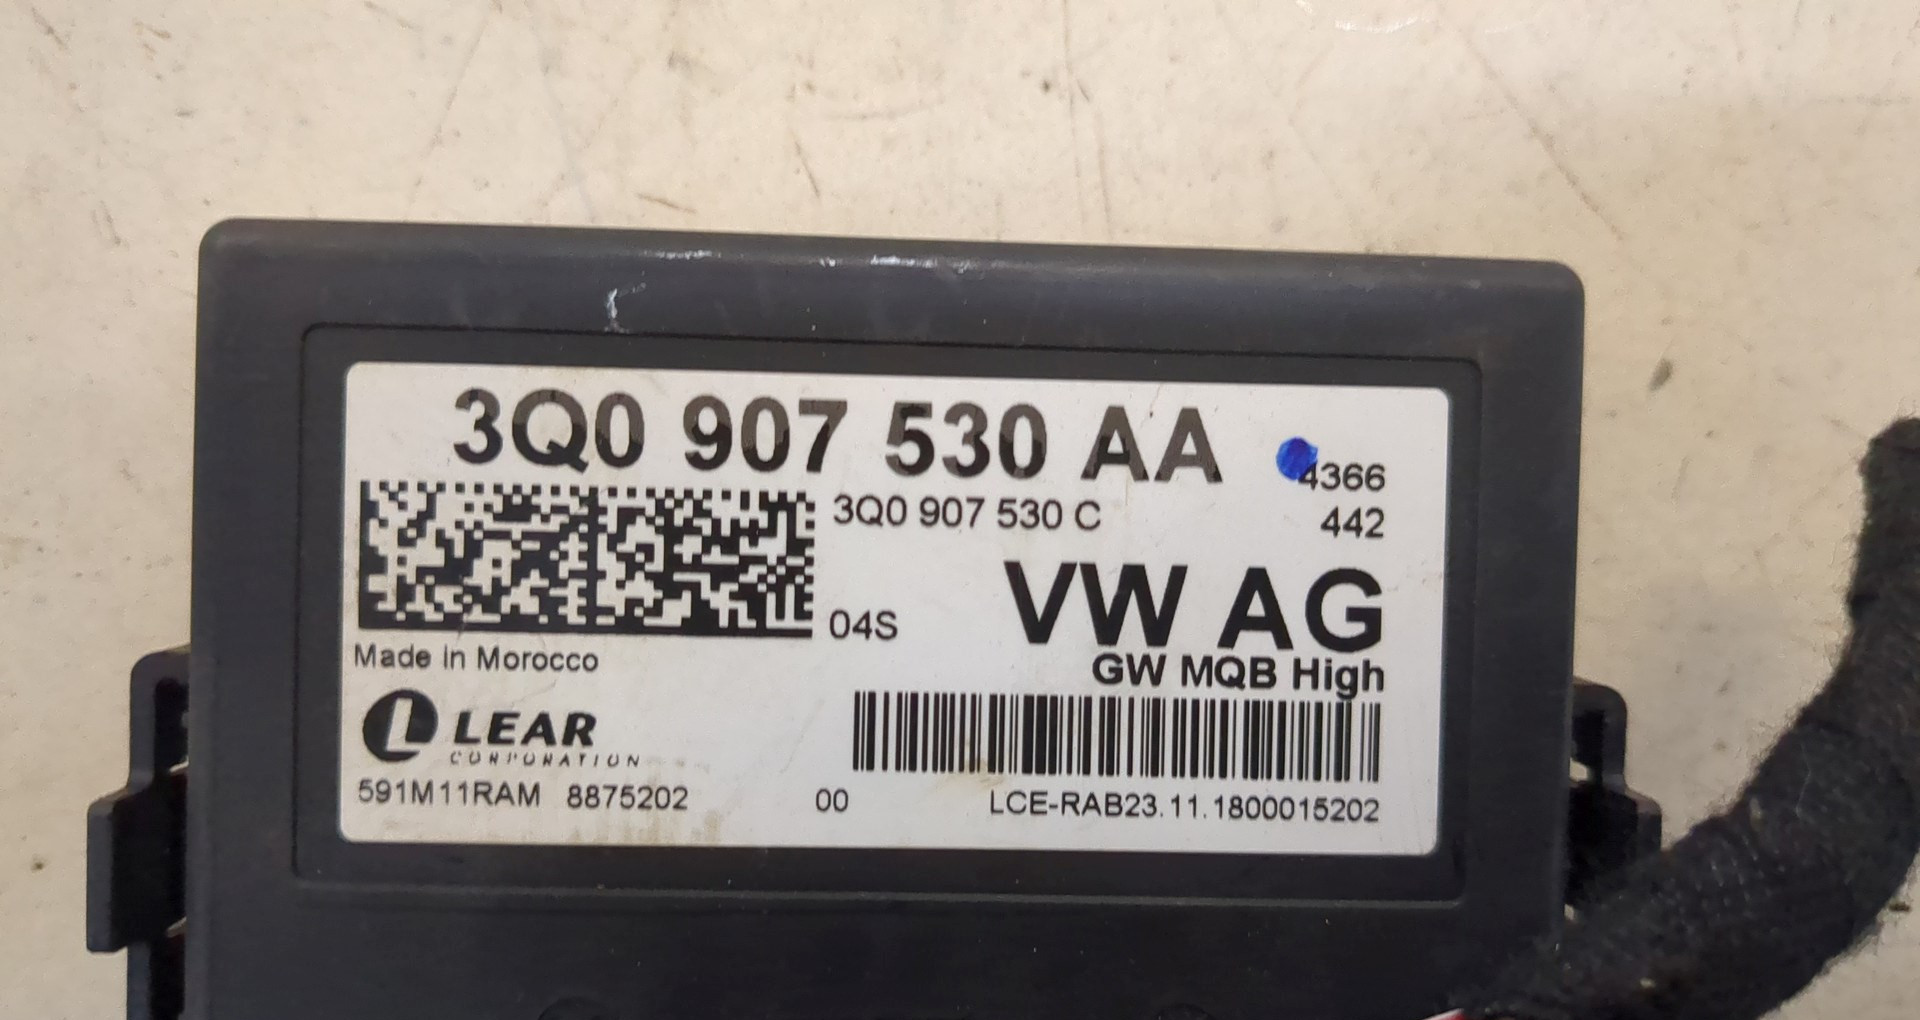 3Q0 907 530 AA
4366
3Q0 907 530 C
442
04S
VW AG
Made in Morocco
GW MQB High
LEAR
CORPORATION
591M11RAM 8875202 00 LCE-RAB23.11.1800015202